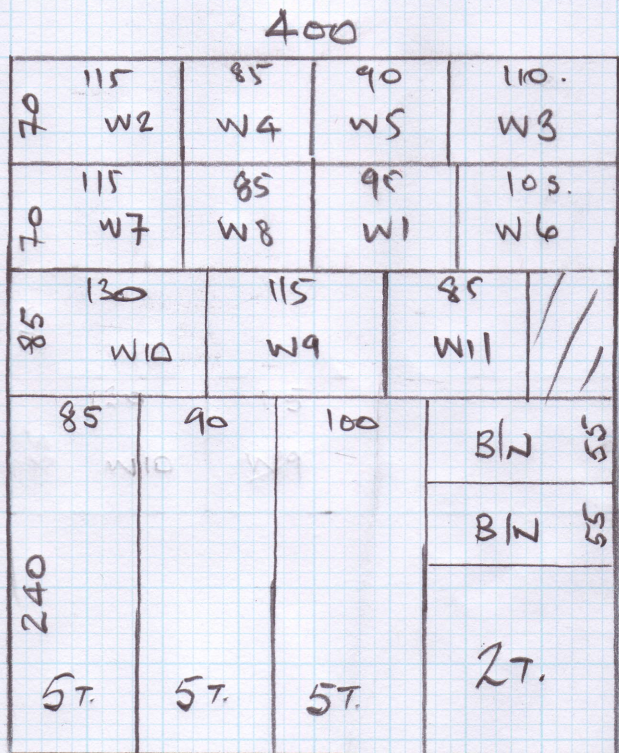 400
115 85 90 110.
70 W2 W4 W5 W3
115 85 95 105.
70 W7 W8 W1 W6
130 115 85
85 W10 W9 W11
85 90 100
B/N 55
B/N 55
240
5T. 5T. 5T. 2T.